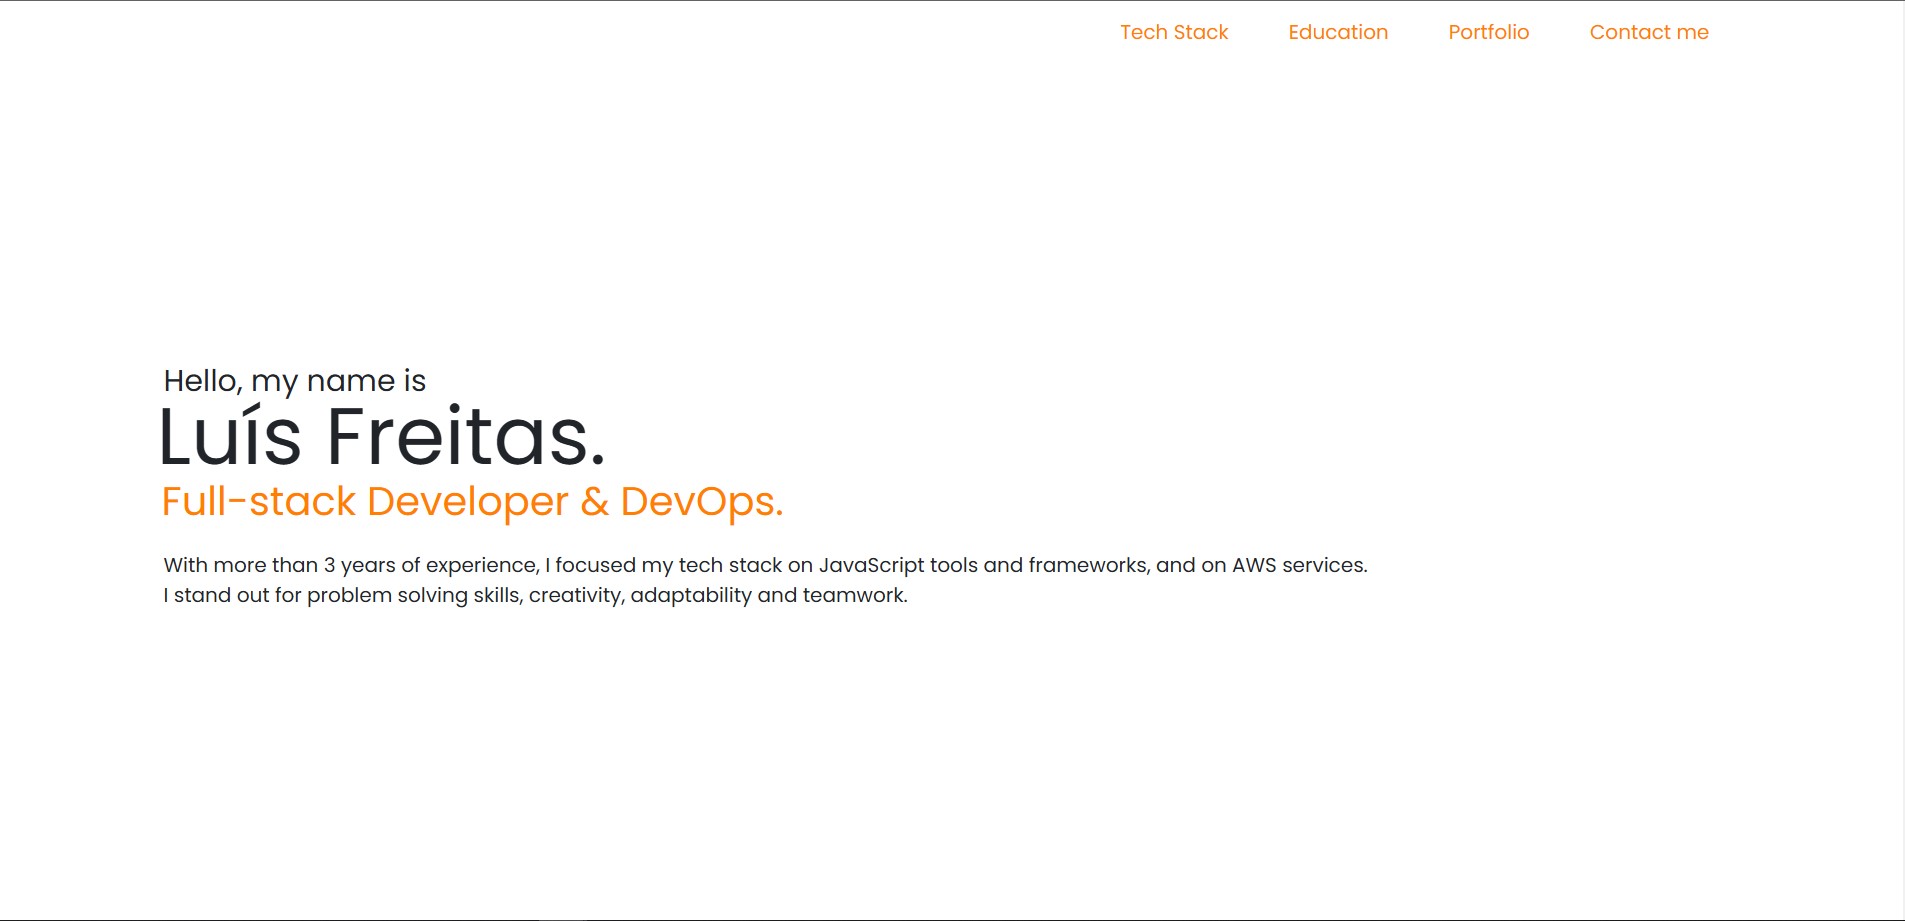 Tech Stack Education Portfolio Contact me
Hello, my name is
Luís Freitas.
Full-stack Developer & DevOps.
With more than 3 years of experience, I focused my tech stack on JavaScript tools and frameworks, and on AWS services.
I stand out for problem solving skills, creativity, adaptability and teamwork.